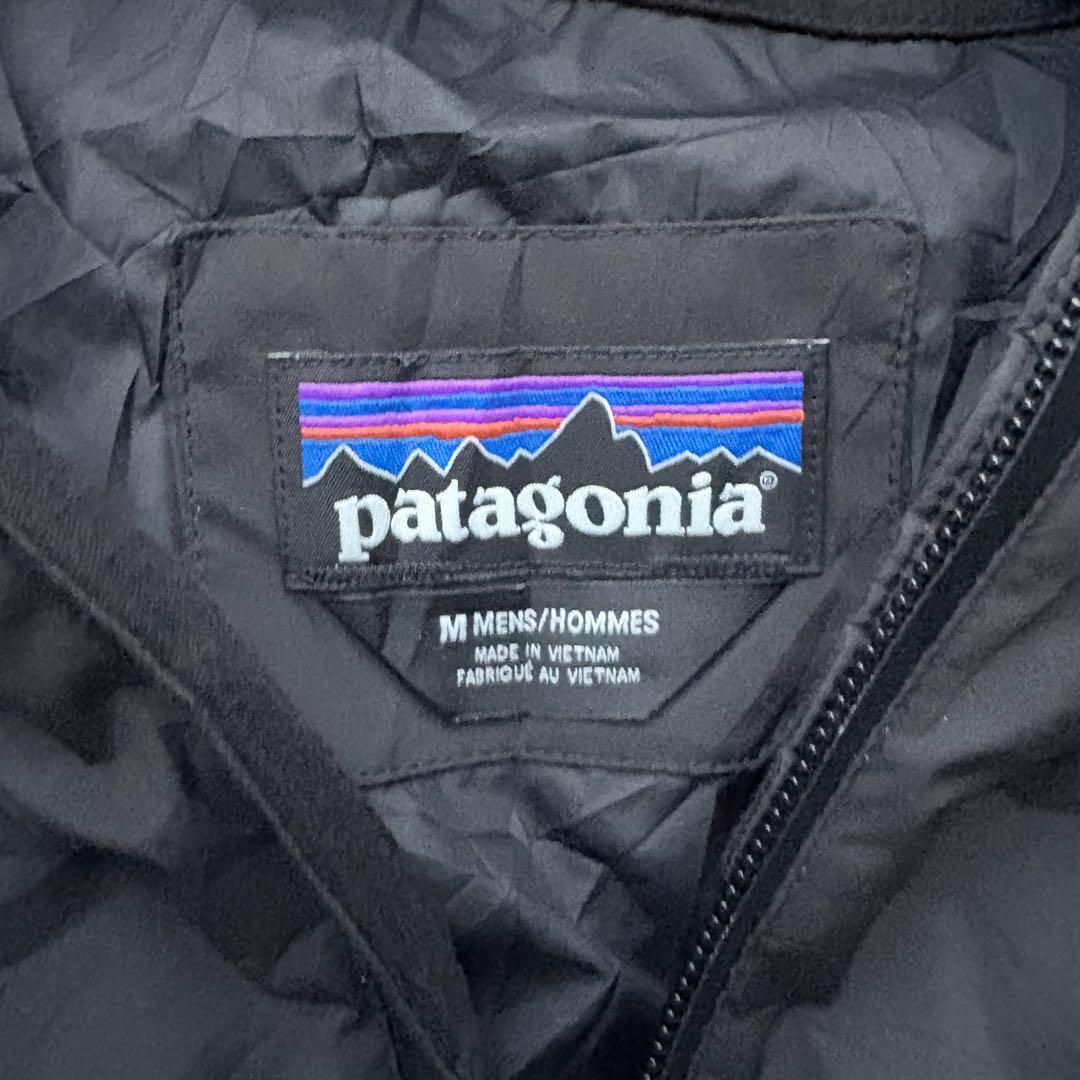 patagonia®
M MENS/HOMMES
MADE IN VIETNAM
FABRIQUÉ AU VIETNAM